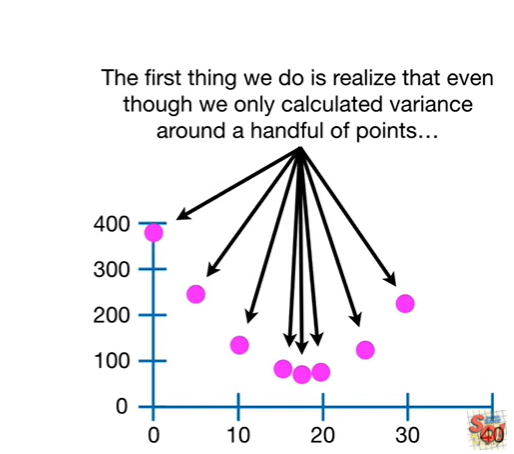 The first thing we do is realize that even
though we only calculated variance
around a handful of points…
400
300
200
100
0
0 10 20 30 40